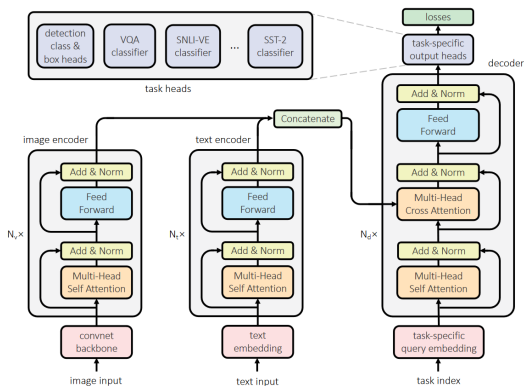 detection
class &
box heads
VQA
classifier
SNLI-VE
classifier
...
SST-2
classifier
task heads
losses
task-specific
output heads
decoder
Add & Norm
Feed
Forward
Add & Norm
Multi-Head
Cross Attention
Nd×
Add & Norm
Multi-Head
Self Attention
task-specific
query embedding
task index
Concatenate
image encoder
Add & Norm
Feed
Forward
Nv×
Add & Norm
Multi-Head
Self Attention
convnet
backbone
image input
text encoder
Add & Norm
Feed
Forward
Nt×
Add & Norm
Multi-Head
Self Attention
text
embedding
text input